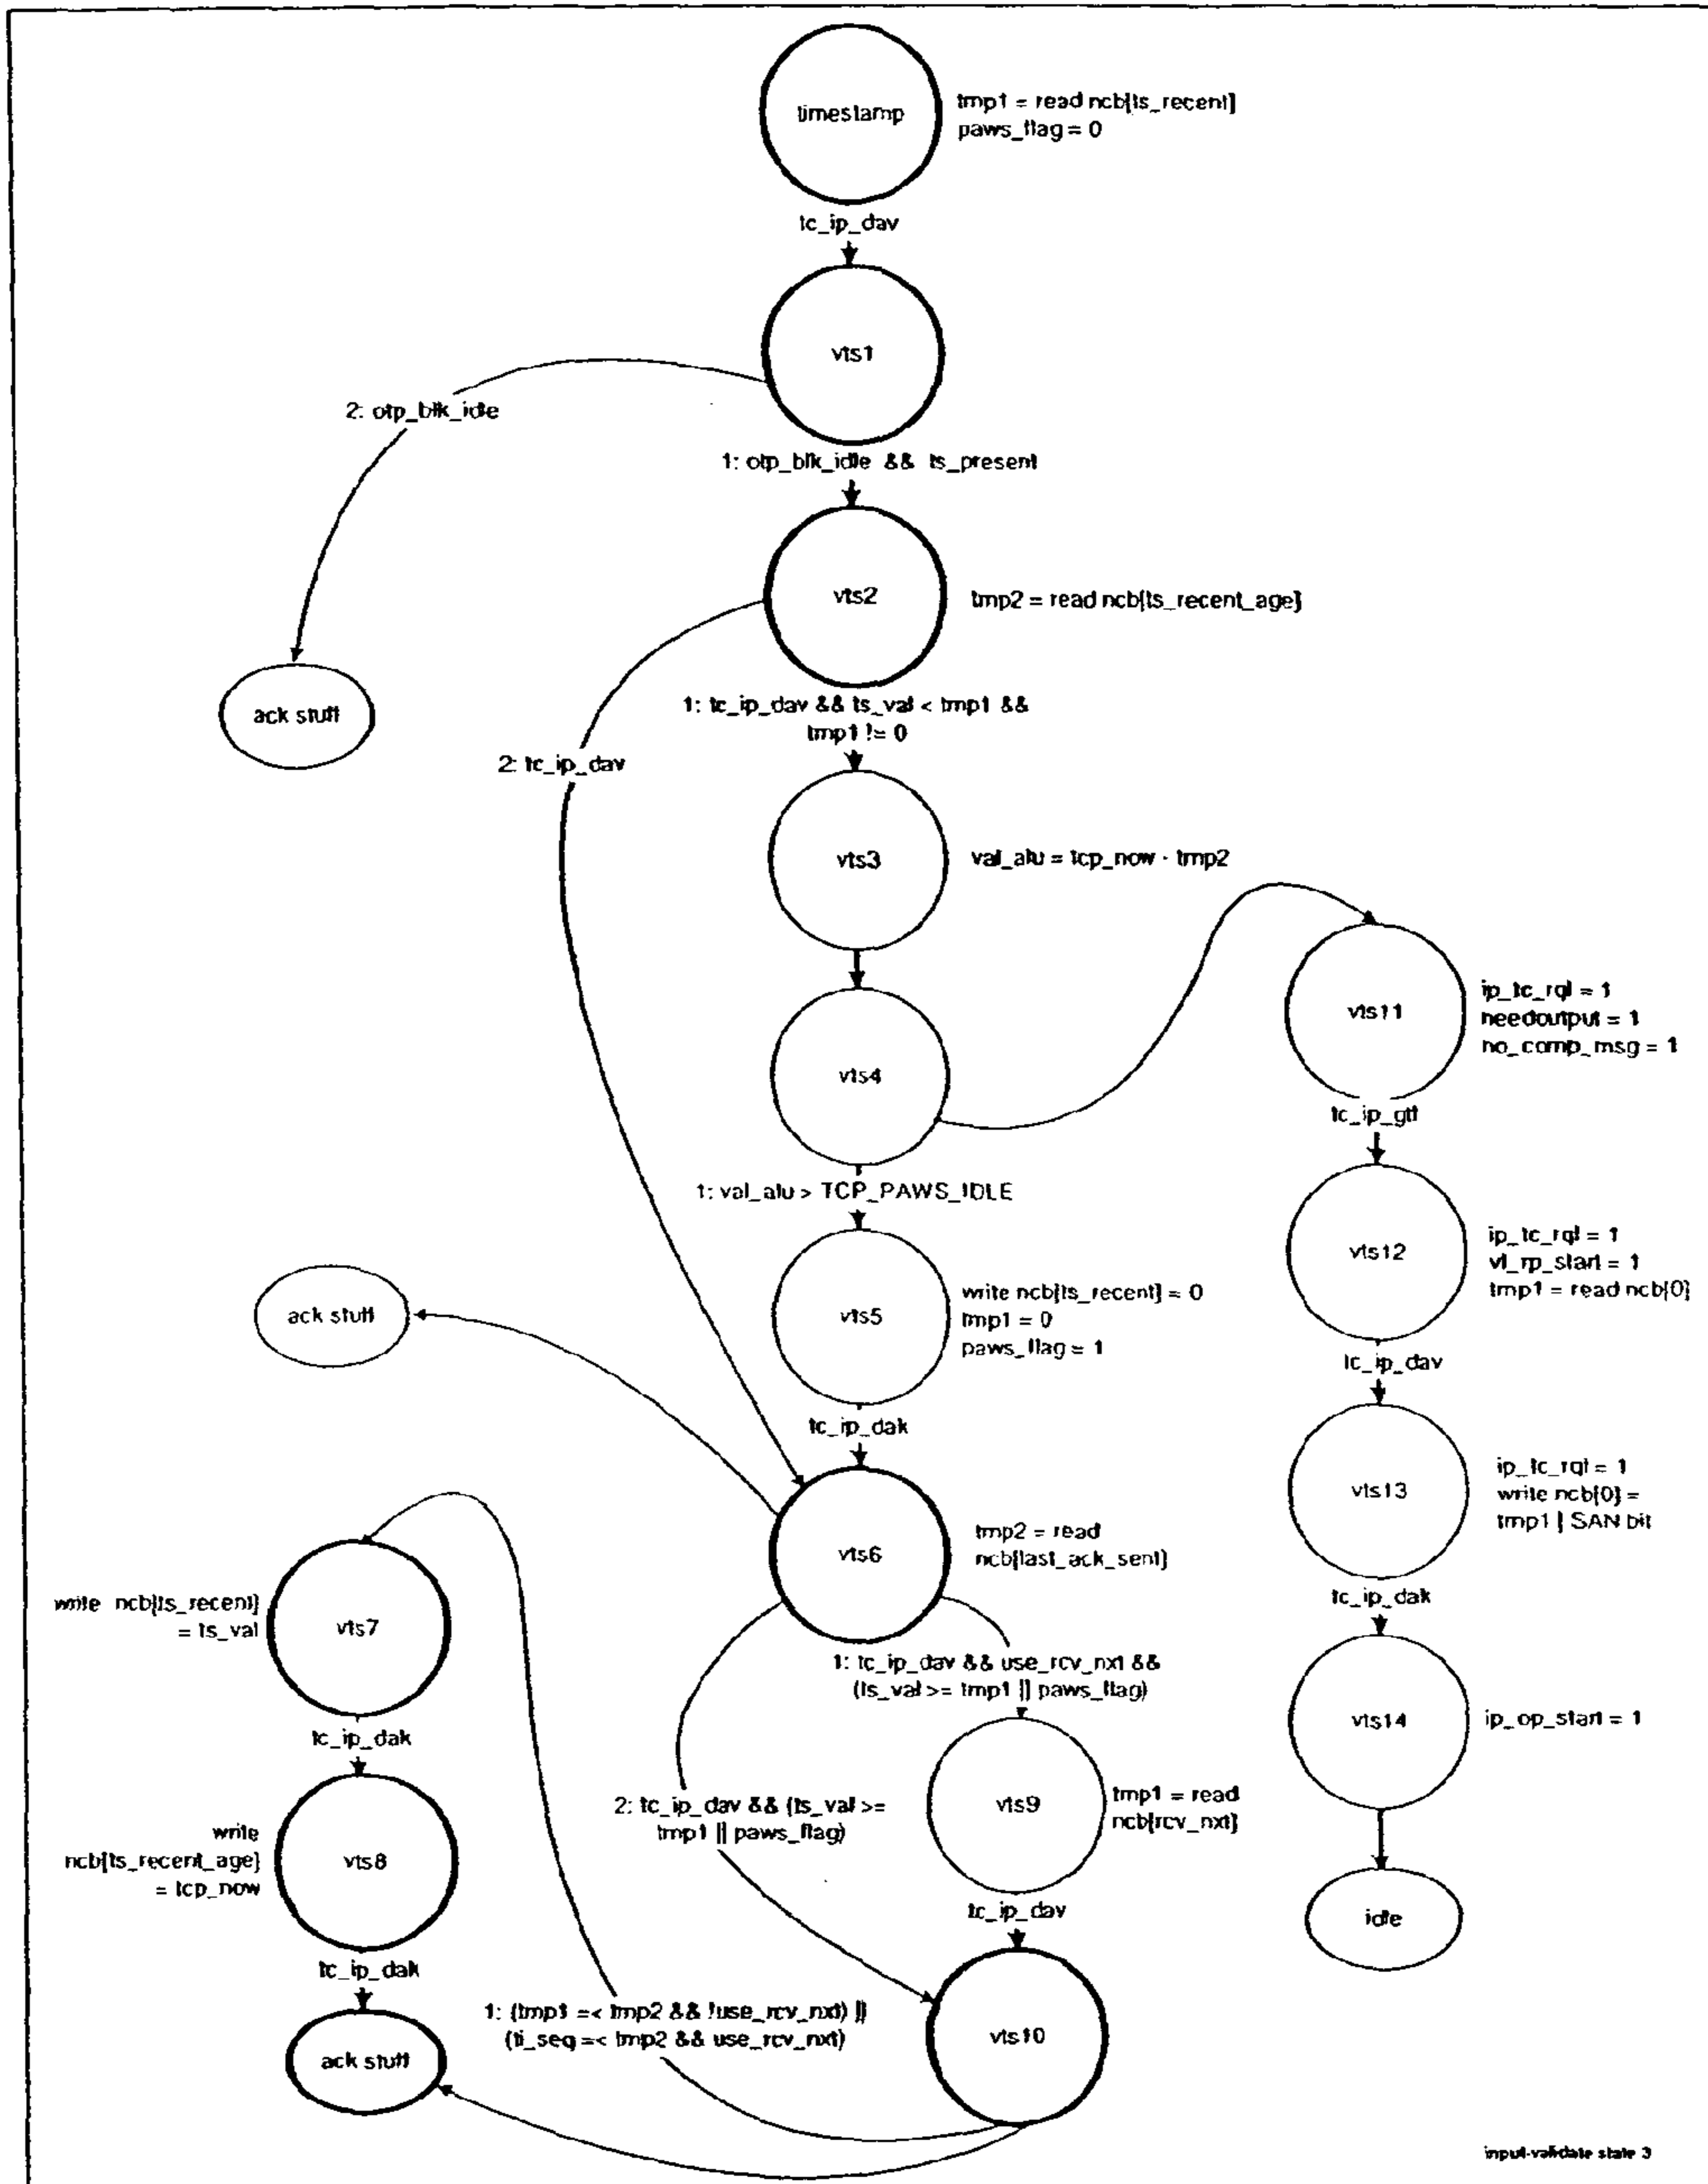 timestamp
tmp1 = read ncb[ts_recent]
paws_flag = 0
tc_ip_dav
vts1
2: otp_blk_idle
1: otp_blk_idle && ts_present
vts2
tmp2 = read ncb[ts_recent_age]
ack stuff
1: tc_ip_dav && ts_val < tmp1 &&
tmp1 != 0
2: tc_ip_dav
vts3
val_alu = tcp_now - tmp2
vts4
vts11
ip_tc_rql = 1
needoutput = 1
no_comp_msg = 1
tc_ip_gtt
1: val_alu > TCP_PAWS_IDLE
vts12
ip_tc_rql = 1
vl_rp_start = 1
tmp1 = read ncb[0]
ack stuff
vts5
write ncb[ts_recent] = 0
tmp1 = 0
paws_flag = 1
tc_ip_dav
tc_ip_dak
vts13
ip_tc_rql = 1
write ncb[0] =
tmp1 | SAN bit
vts6
tmp2 = read
ncb[last_ack_sent]
tc_ip_dak
write ncb[ts_recent]
= ts_val
vts7
1: tc_ip_dav && use_rcv_nxt &&
(ts_val >= tmp1 || paws_flag)
vts14
ip_op_start = 1
tc_ip_dak
2: tc_ip_dav && (ts_val >=
tmp1 || paws_flag)
vts9
tmp1 = read
ncb[rcv_nxt]
write
ncb[ts_recent_age]
= tcp_now
vts8
tc_ip_dav
idle
tc_ip_dak
1: (tmp1 =< tmp2 && !use_rcv_nxt) ||
(ti_seq =< tmp2 && use_rcv_nxt)
vts10
ack stuff
input-validate state 3